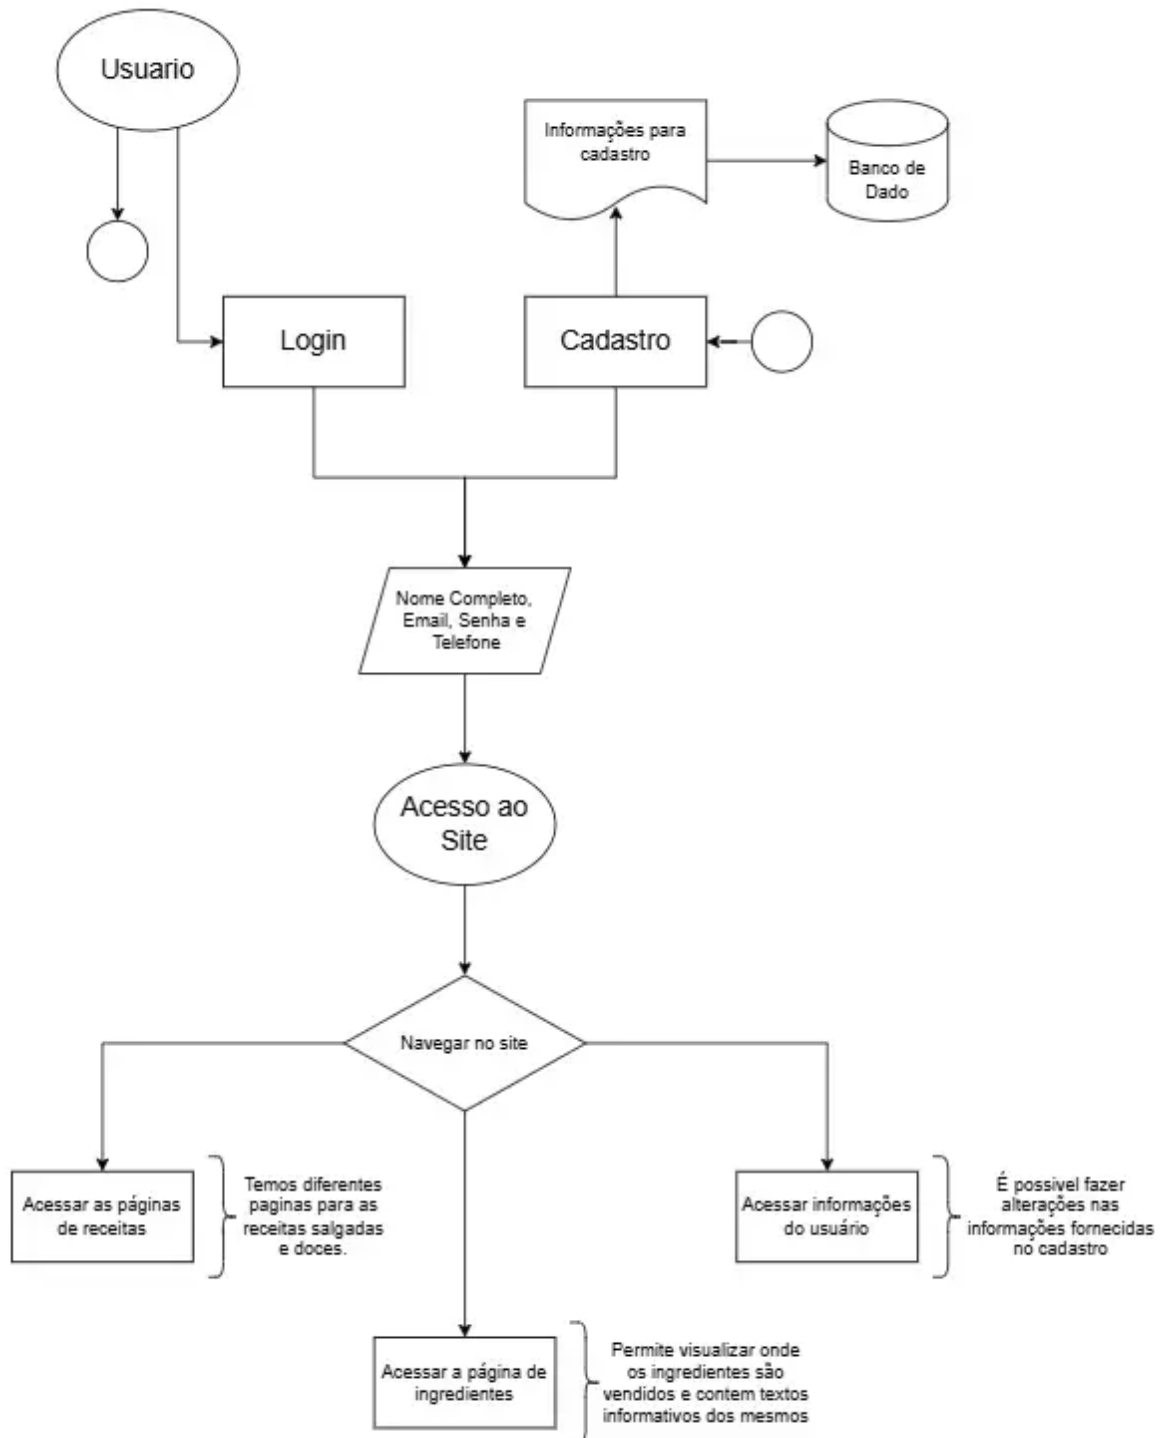 Usuario
Informações para
cadastro
Banco de
Dado
Login
Cadastro
Nome Completo,
Email, Senha e
Telefone
Acesso ao
Site
Navegar no site
Acessar as páginas
de receitas
Temos diferentes
paginas para as
receitas salgadas
e doces.
Acessar informações
do usuário
É possivel fazer
alterações nas
informações fornecidas
no cadastro
Acessar a página de
ingredientes
Permite visualizar onde
os ingredientes são
vendidos e contem textos
informativos dos mesmos